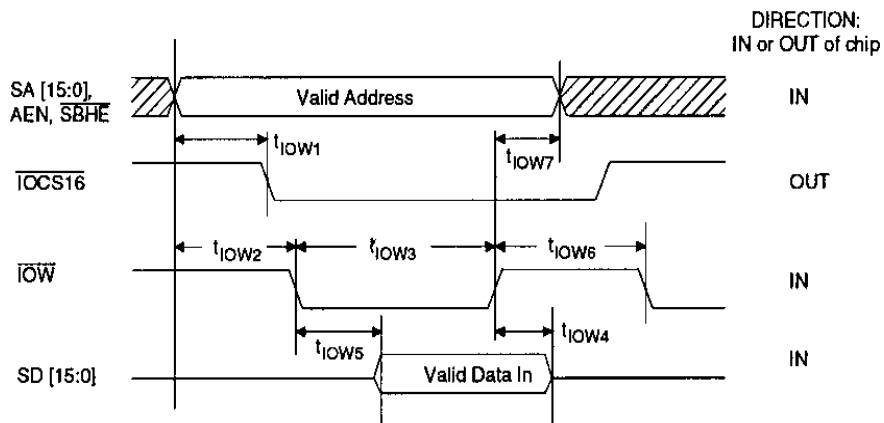 DIRECTION:
IN or OUT of chip
SA [15:0],
AEN, SBHE
Valid Address
IN
tIOW1
tIOW7
IOCS16
OUT
tIOW2
tIOW3
tIOW6
IOW
IN
tIOW5
tIOW4
SD [15:0]
Valid Data In
IN